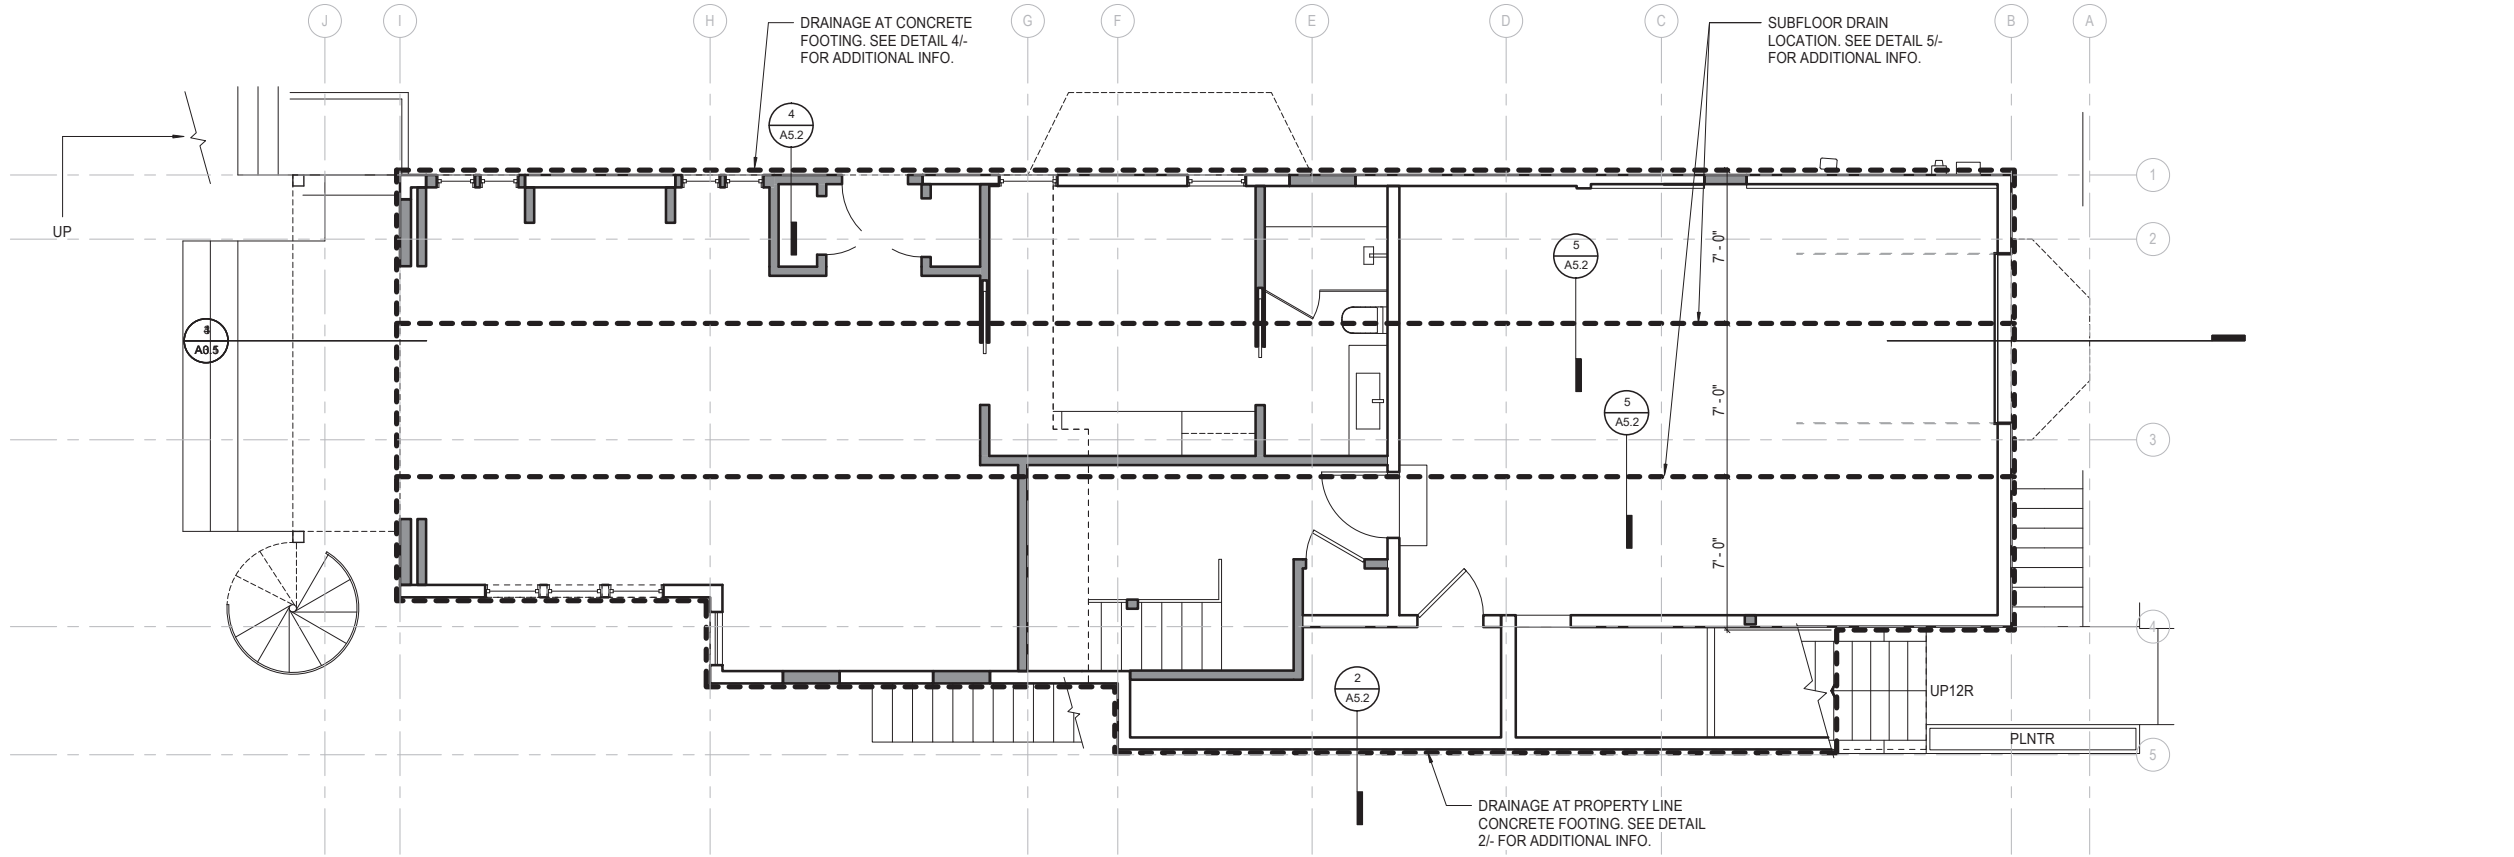 J
I
H
G
F
E
D
C
B
A
DRAINAGE AT CONCRETE
FOOTING. SEE DETAIL 4/-
FOR ADDITIONAL INFO.
SUBFLOOR DRAIN
LOCATION. SEE DETAIL 5/-
FOR ADDITIONAL INFO.
4
A5.2
1
UP
2
5
A5.2
7' - 0"
5
A5.2
7' - 0"
3
7' - 0"
4
2
A5.2
UP12R
PLNTR
5
DRAINAGE AT PROPERTY LINE
CONCRETE FOOTING. SEE DETAIL
2/- FOR ADDITIONAL INFO.